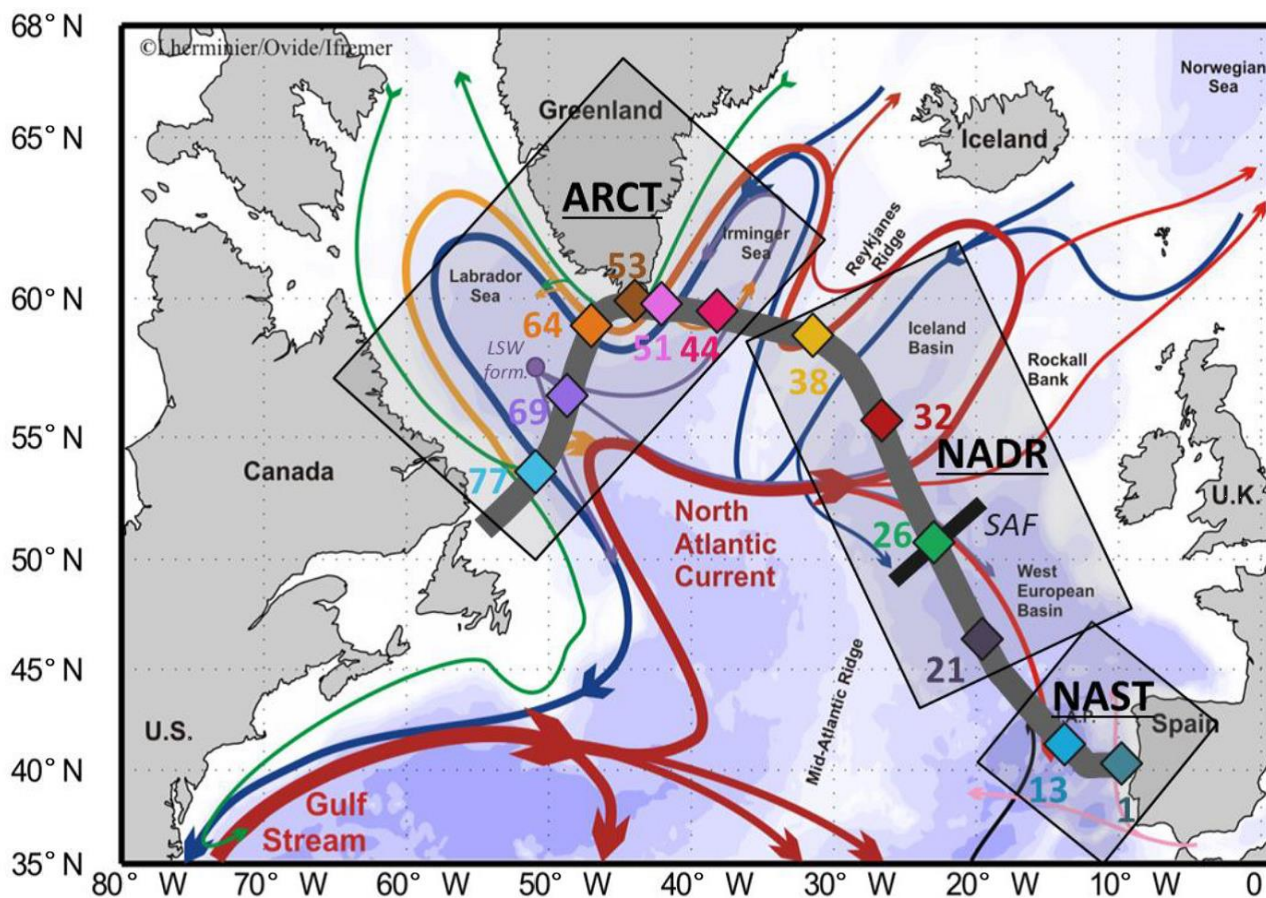 68° N
©Lherminier/Ovide/Ifremer
Norwegian
Sea
Greenland
Iceland
65° N
ARCT
Irminger
Sea
Reykjanes
Ridge
Labrador
Sea
53
60° N
64
51
44
Iceland
Basin
LSW
form.
38
Rockall
Bank
69
32
55° N
NADR
Canada
77
U.K.
North
Atlantic
Current
26
SAF
50° N
West
European
Basin
45° N
21
Mid-Atlantic Ridge
NAST
A.P.
Spain
U.S.
40° N
13
1
Gulf
Stream
35° N
80° W
70° W
60° W
50° W
40° W
30° W
20° W
10° W
0